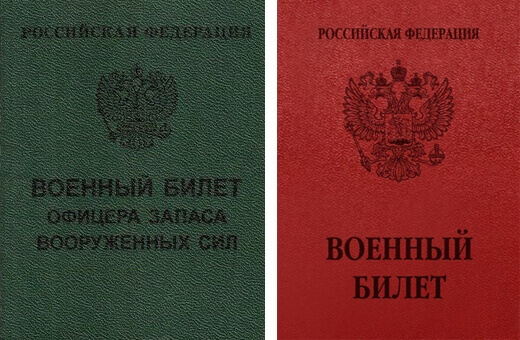 РОССИЙСКАЯ ФЕДЕРАЦИЯ
ВОЕННЫЙ БИЛЕТ
ОФИЦЕРА ЗАПАСА
ВООРУЖЕННЫХ СИЛ
РОССИЙСКАЯ ФЕДЕРАЦИЯ
ВОЕННЫЙ
БИЛЕТ